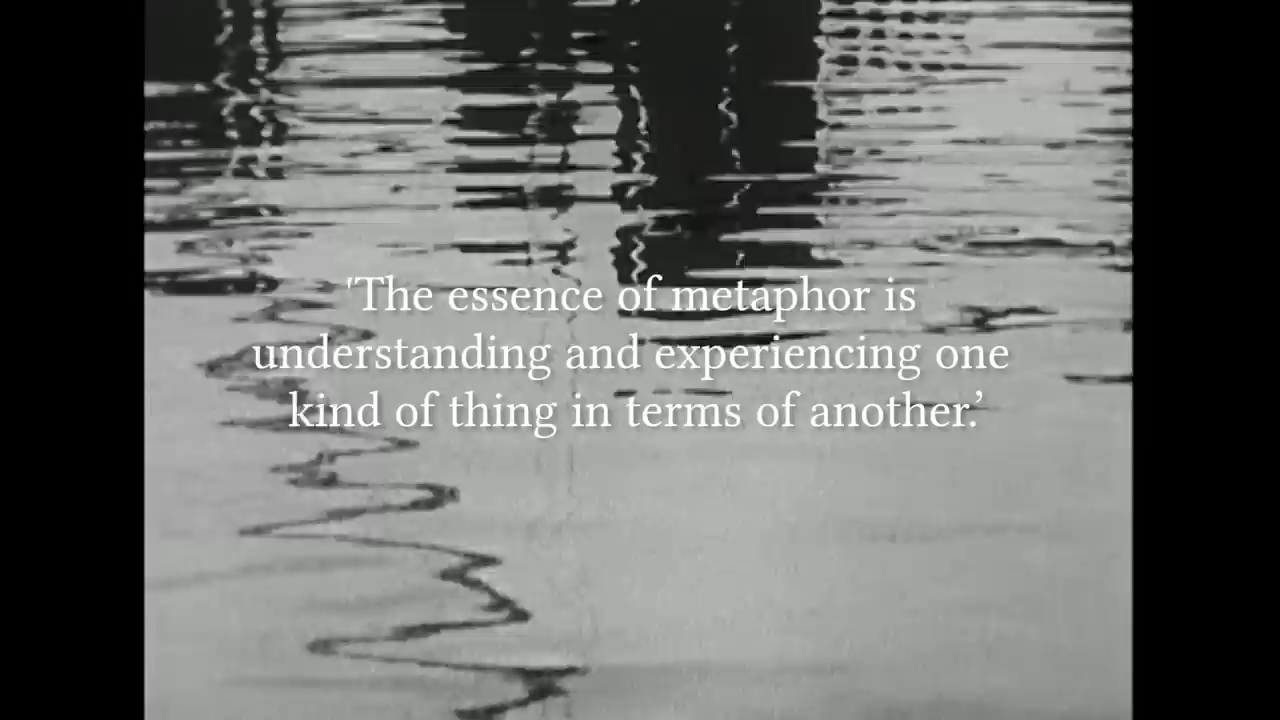 'The essence of metaphor is
understanding and experiencing one
kind of thing in terms of another.’